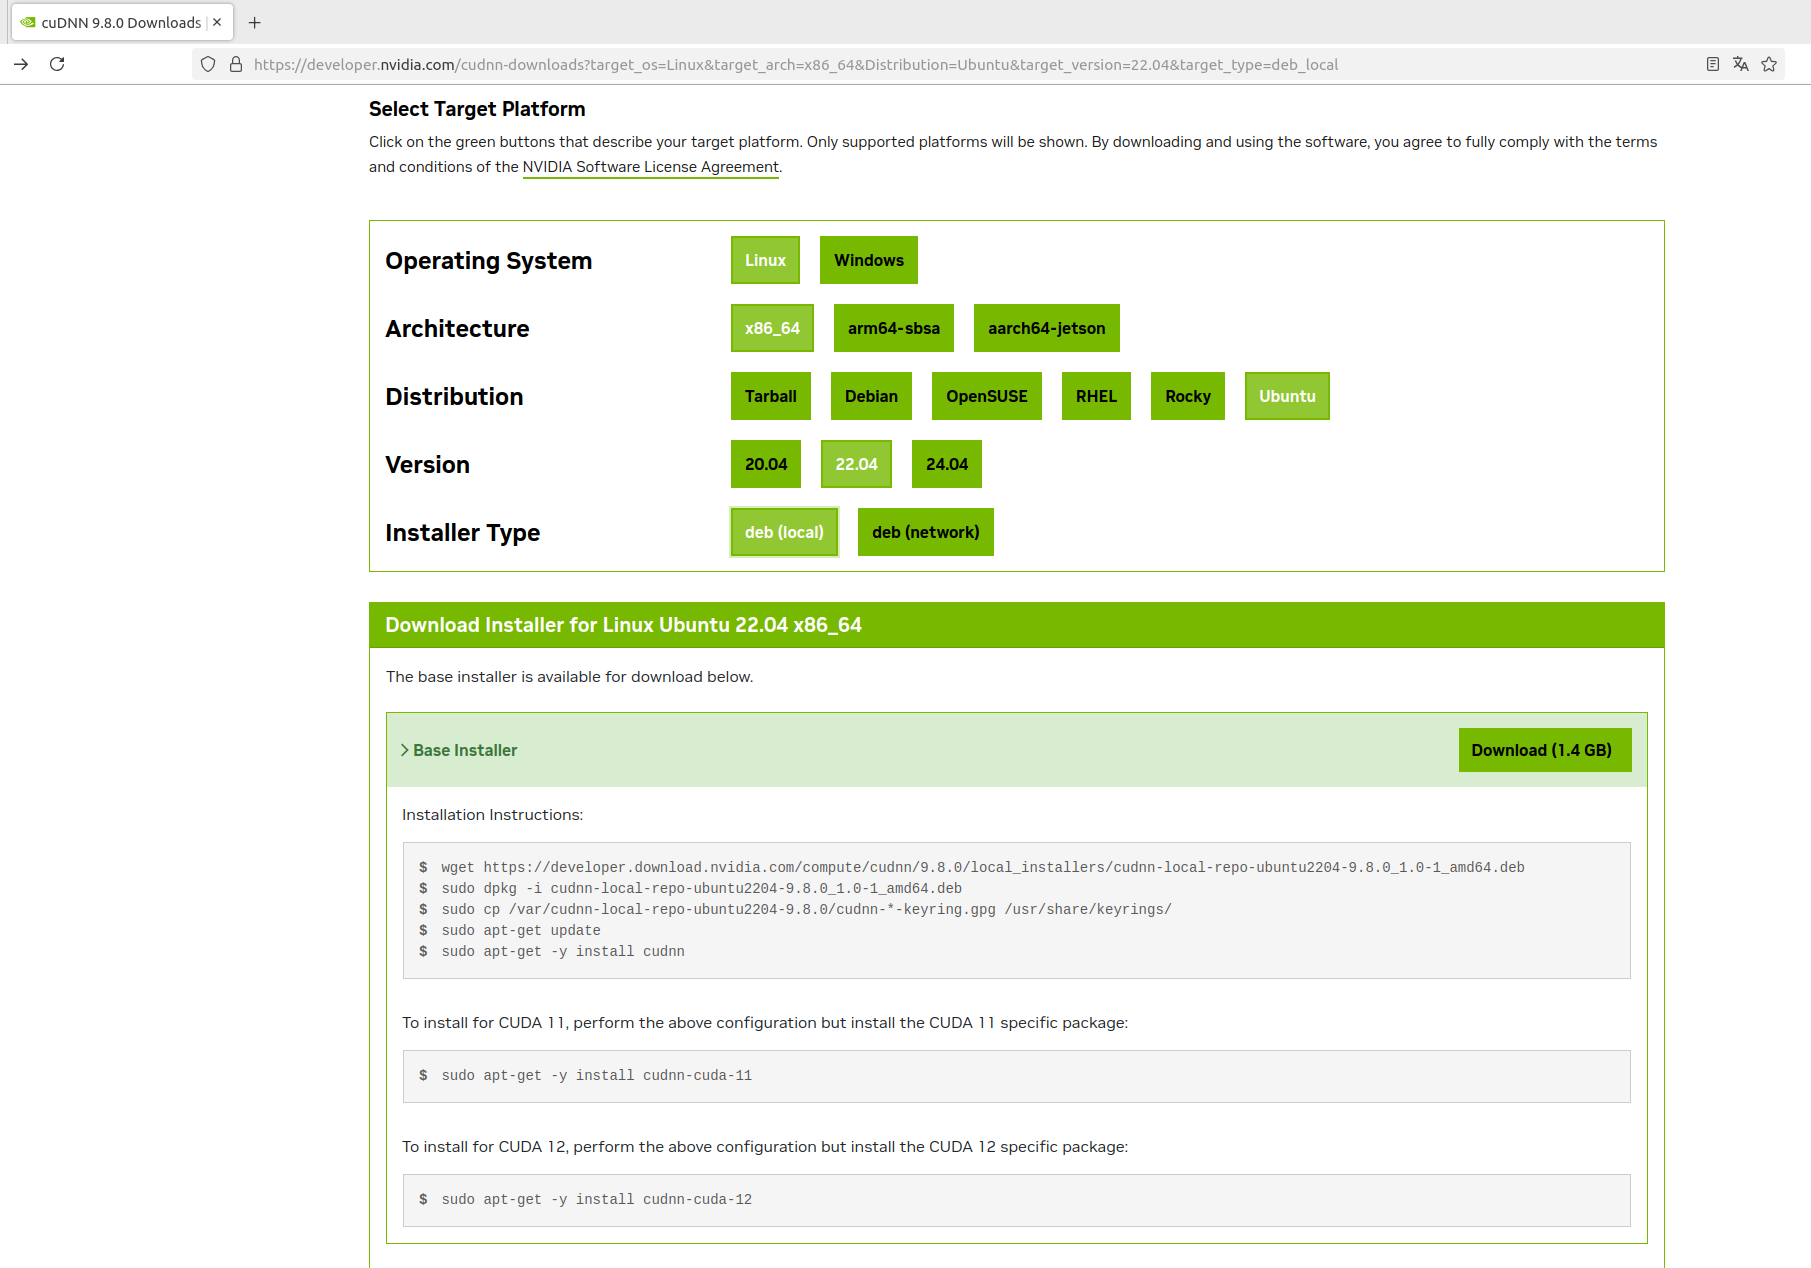 cuDNN 9.8.0 Downloads
https://developer.nvidia.com/cudnn-downloads?target_os=Linux&target_arch=x86_64&Distribution=Ubuntu&target_version=22.04&target_type=deb_local
Select Target Platform
Click on the green buttons that describe your target platform. Only supported platforms will be shown. By downloading and using the software, you agree to fully comply with the terms
and conditions of the NVIDIA Software License Agreement.
Operating System Linux Windows
Architecture x86_64 arm64-sbsa aarch64-jetson
Distribution Tarball Debian OpenSUSE RHEL Rocky Ubuntu
Version 20.04 22.04 24.04
Installer Type deb (local) deb (network)
Download Installer for Linux Ubuntu 22.04 x86_64
The base installer is available for download below.
Base Installer Download (1.4 GB)
Installation Instructions:
$ wget https://developer.download.nvidia.com/compute/cudnn/9.8.0/local_installers/cudnn-local-repo-ubuntu2204-9.8.0_1.0-1_amd64.deb
$ sudo dpkg -i cudnn-local-repo-ubuntu2204-9.8.0_1.0-1_amd64.deb
$ sudo cp /var/cudnn-local-repo-ubuntu2204-9.8.0/cudnn-*-keyring.gpg /usr/share/keyrings/
$ sudo apt-get update
$ sudo apt-get -y install cudnn
To install for CUDA 11, perform the above configuration but install the CUDA 11 specific package:
$ sudo apt-get -y install cudnn-cuda-11
To install for CUDA 12, perform the above configuration but install the CUDA 12 specific package:
$ sudo apt-get -y install cudnn-cuda-12